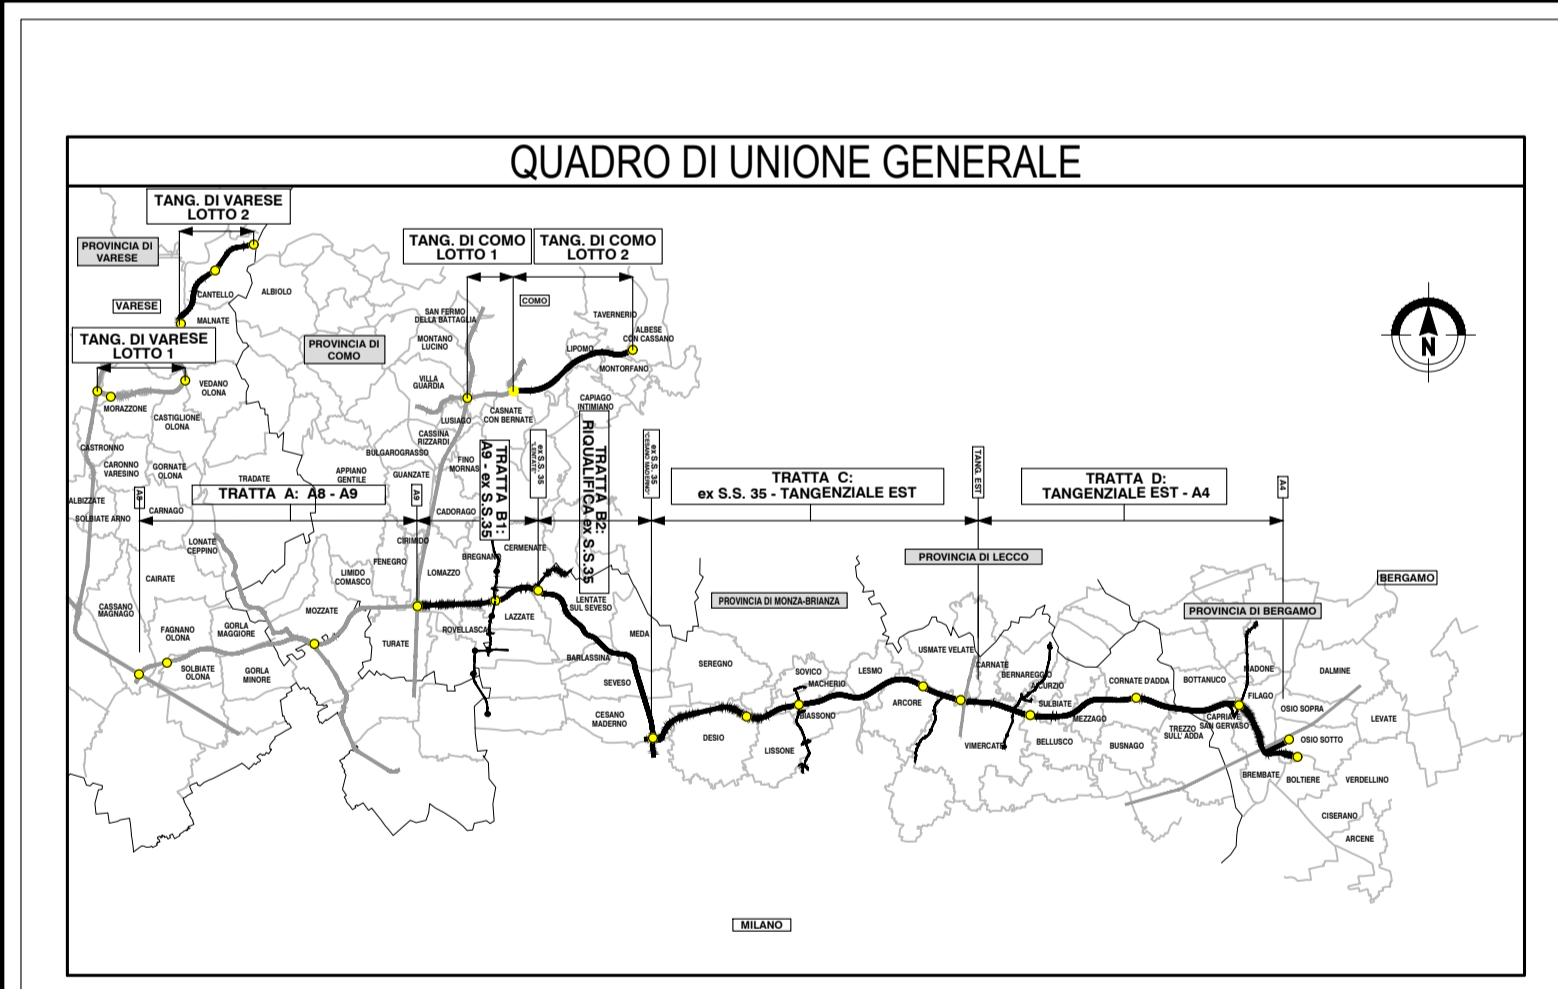 QUADRO DI UNIONE GENERALE
TANG. DI VARESE
LOTTO 2
PROVINCIA DI
VARESE
CANTELLO
ALBIOLO
VARESE
MALNATE
TANG. DI VARESE
LOTTO 1
VEDANO
OLONA
MORAZZONE
CASTIGLIONE
OLONA
PROVINCIA DI
COMO
TANG. DI COMO
LOTTO 1
TANG. DI COMO
LOTTO 2
COMO
SAN FERMO
DELLA BATTAGLIA
MONTANO
LUCINO
VILLA
GUARDIA
TAVERNERIO
ALBESE
CON CASSANO
LIPOMO
MONTORFANO
CAPIAGO
INTIMIANO
CASNATE
CON BERNATE
LUSIAGO
CASSINA
RIZZARDI
BULGAROGRASSO
GUANZATE
FINO
MORNAS
CASTRONNO
CARONNO
VARESINO
GORNATE
OLONA
TRADATE
APPIANO
GENTILE
ALBIZZATE
SOLBIATE ARNO
CARNAGO
A8
TRATTA A: A8 - A9
A9
CADORAGO
TRATTA B1:
A9 - ex S.S.35
ex S.S. 35
"LENTATE"
TRATTA B2:
RIQUALIFICA ex S.S.35
ex S.S. 35
"CESANO MADERNO"
TRATTA C:
ex S.S. 35 - TANGENZIALE EST
TANG. EST
TRATTA D:
TANGENZIALE EST - A4
A4
N
LONATE
CEPPINO
CIRIMIDO
FENEGRO
LIMIDO
COMASCO
LOMAZZO
BREGNANO
CERMENATE
CAIRATE
CASSANO
MAGNAGO
FAGNANO
OLONA
GORLA
MAGGIORE
MOZZATE
SOLBIATE
OLONA
GORLA
MINORE
TURATE
ROVELLASCA
LAZZATE
LENTATE
SUL SEVESO
MEDA
BARLASSINA
SEVESO
CESANO
MADERNO
PROVINCIA DI MONZA-BRIANZA
PROVINCIA DI LECCO
PROVINCIA DI BERGAMO
BERGAMO
SEREGNO
DESIO
SOVICO
MACHERIO
BIASSONO
LISSONE
LESMO
ARCORE
USMATE VELATE
CARNATE
BERNAREGGIO
AICURZIO
SULBIATE
VIMERCATE
MEZZAGO
BELLUSCO
CORNATE D'ADDA
BUSNAGO
BOTTANUCO
TREZZO
SULL' ADDA
CAPRIATE
SAN GERVASO
MADONE
FILAGO
DALMINE
OSIO SOPRA
LEVATE
OSIO SOTTO
BREMBATE
BOLTIERE
VERDELLINO
CISERANO
ARCENE
MILANO